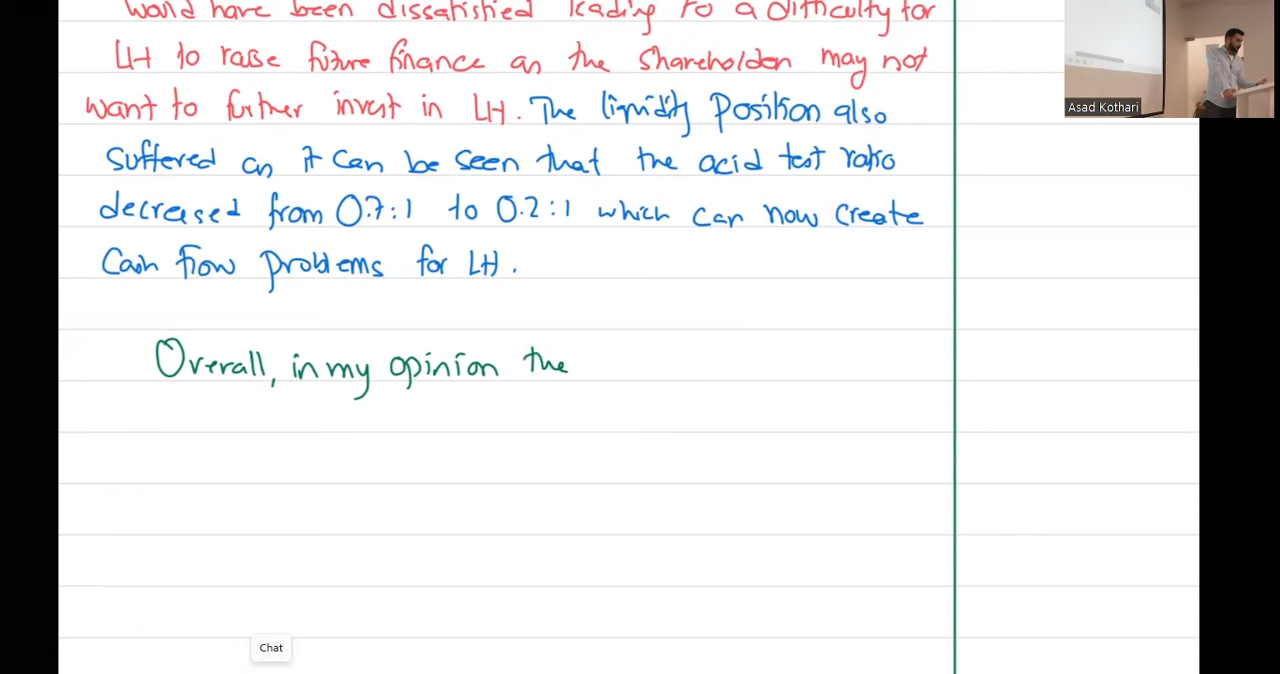 would have been dissatisfied leading to a difficulty for
LH to raise future finance as the shareholders may not
want to further invest in LH. The liquidity position also
suffered as it can be seen that the acid test ratio
decreased from 0.7:1 to 0.2:1 which can now create
Cash flow problems for LH.
Overall, in my opinion the
Chat
Asad Kothari